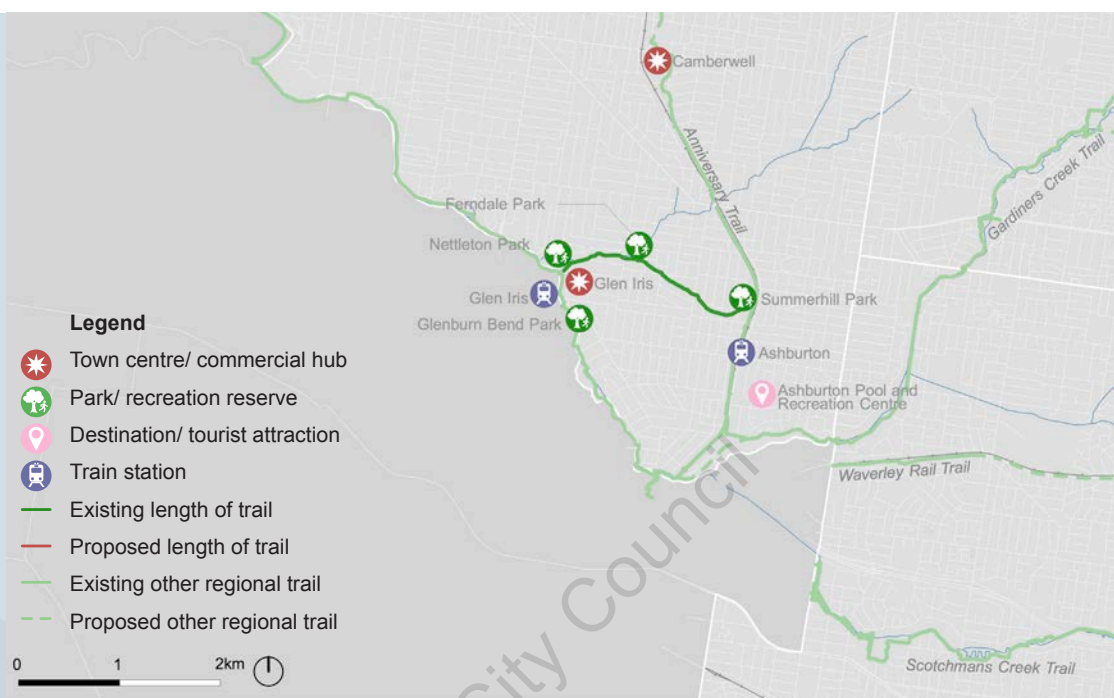 Camberwell
Anniversary Trail
Gardiners Creek Trail
Ferndale Park
Nettleton Park
Glen Iris
Glen Iris
Summerhill Park
Glenburn Bend Park
Ashburton
Ashburton Pool and
Recreation Centre
Waverley Rail Trail
Scotchmans Creek Trail
Legend
Town centre/ commercial hub
Park/ recreation reserve
Destination/ tourist attraction
Train station
Existing length of trail
Proposed length of trail
Existing other regional trail
Proposed other regional trail
0 1 2km
City Council